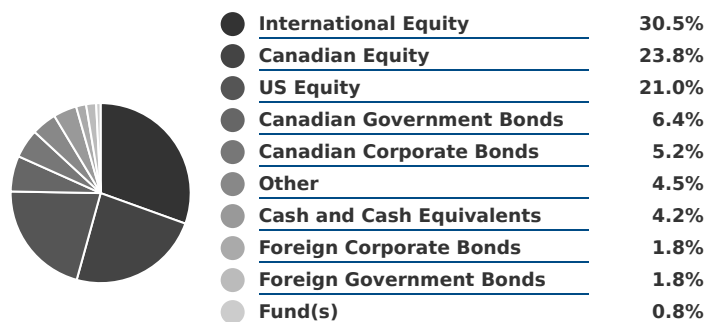 International Equity 30.5%
Canadian Equity 23.8%
US Equity 21.0%
Canadian Government Bonds 6.4%
Canadian Corporate Bonds 5.2%
Other 4.5%
Cash and Cash Equivalents 4.2%
Foreign Corporate Bonds 1.8%
Foreign Government Bonds 1.8%
Fund(s) 0.8%